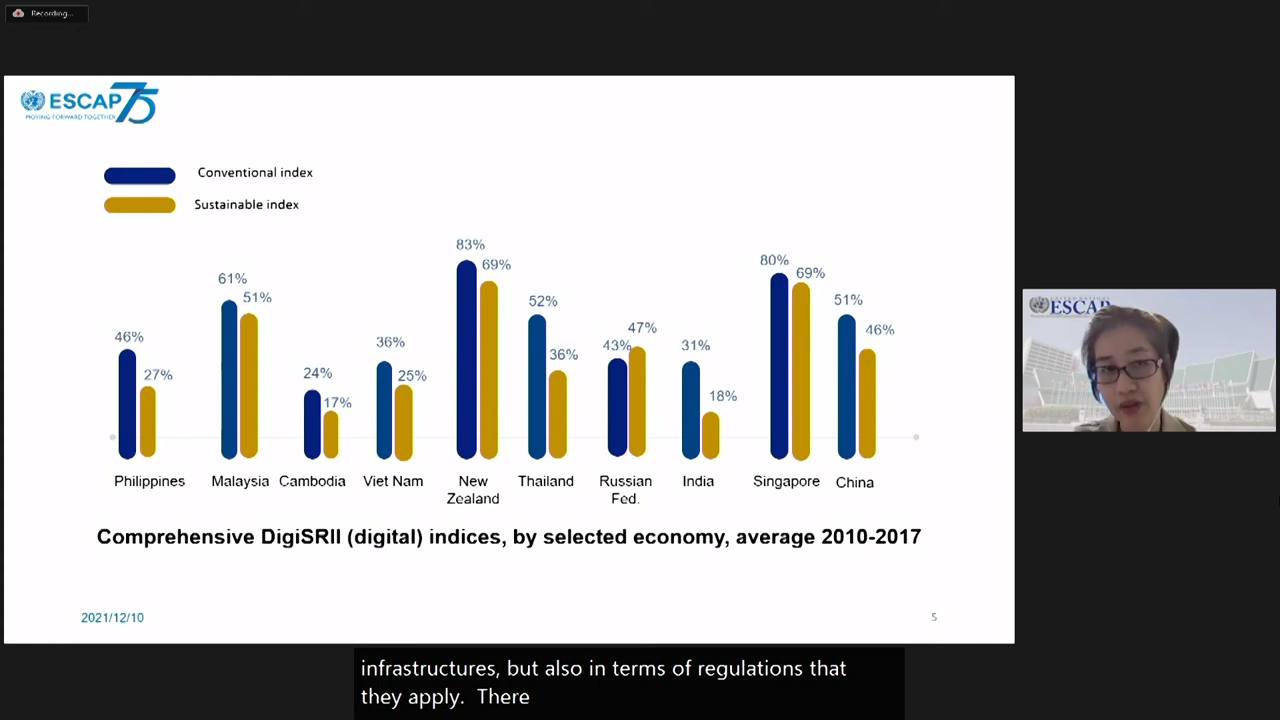 Recording...
ESCAP 75
MOVING FORWARD TOGETHER
Conventional index
Sustainable index
83%
80%
69%
69%
61%
51%
52%
51%
46%
36%
36%
43%
47%
31%
46%
27%
24%
17%
25%
18%
Philippines
Malaysia
Cambodia
Viet Nam
New
Zealand
Thailand
Russian
Fed.
India
Singapore
China
Comprehensive DigiSRII (digital) indices, by selected economy, average 2010-2017
2021/12/10
5
ESCAP
infrastructures, but also in terms of regulations that
they apply.  There